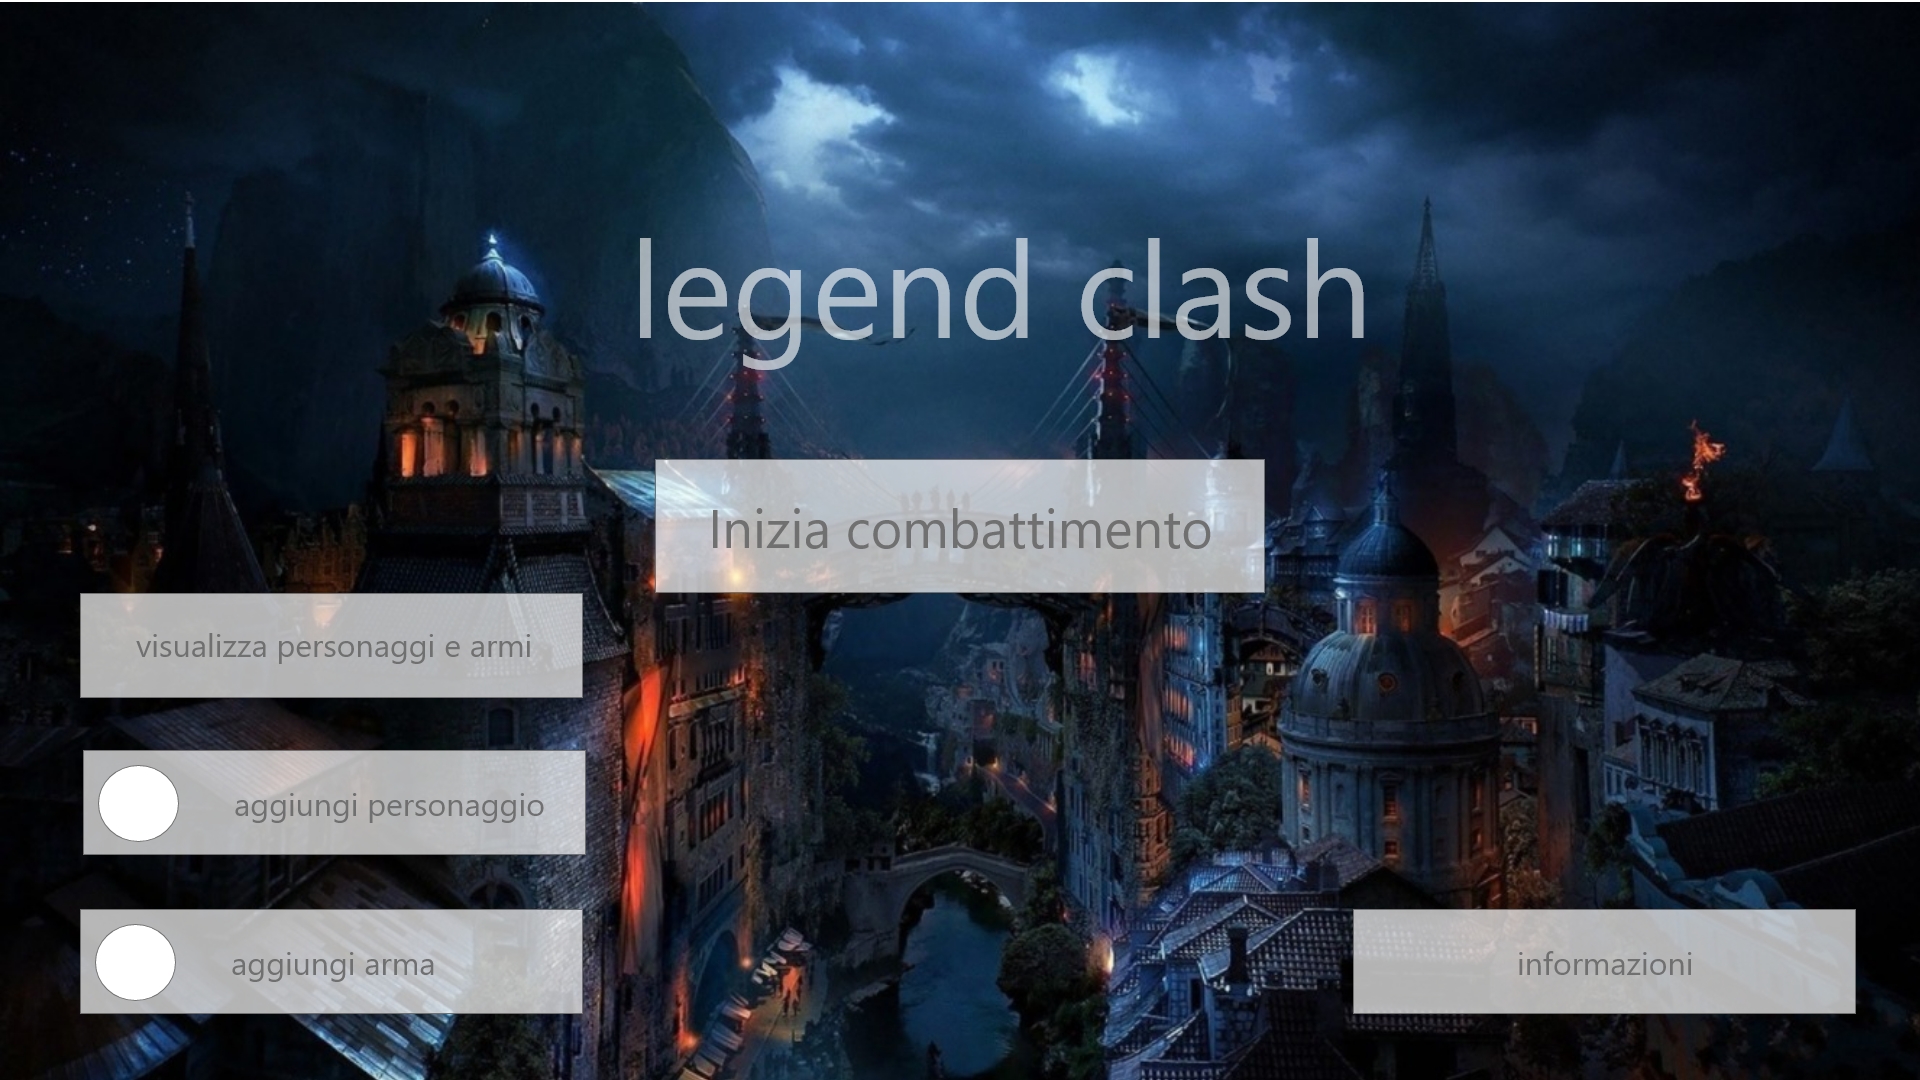 legend clash
Inizia combattimento
visualizza personaggi e armi
aggiungi personaggio
aggiungi arma
informazioni